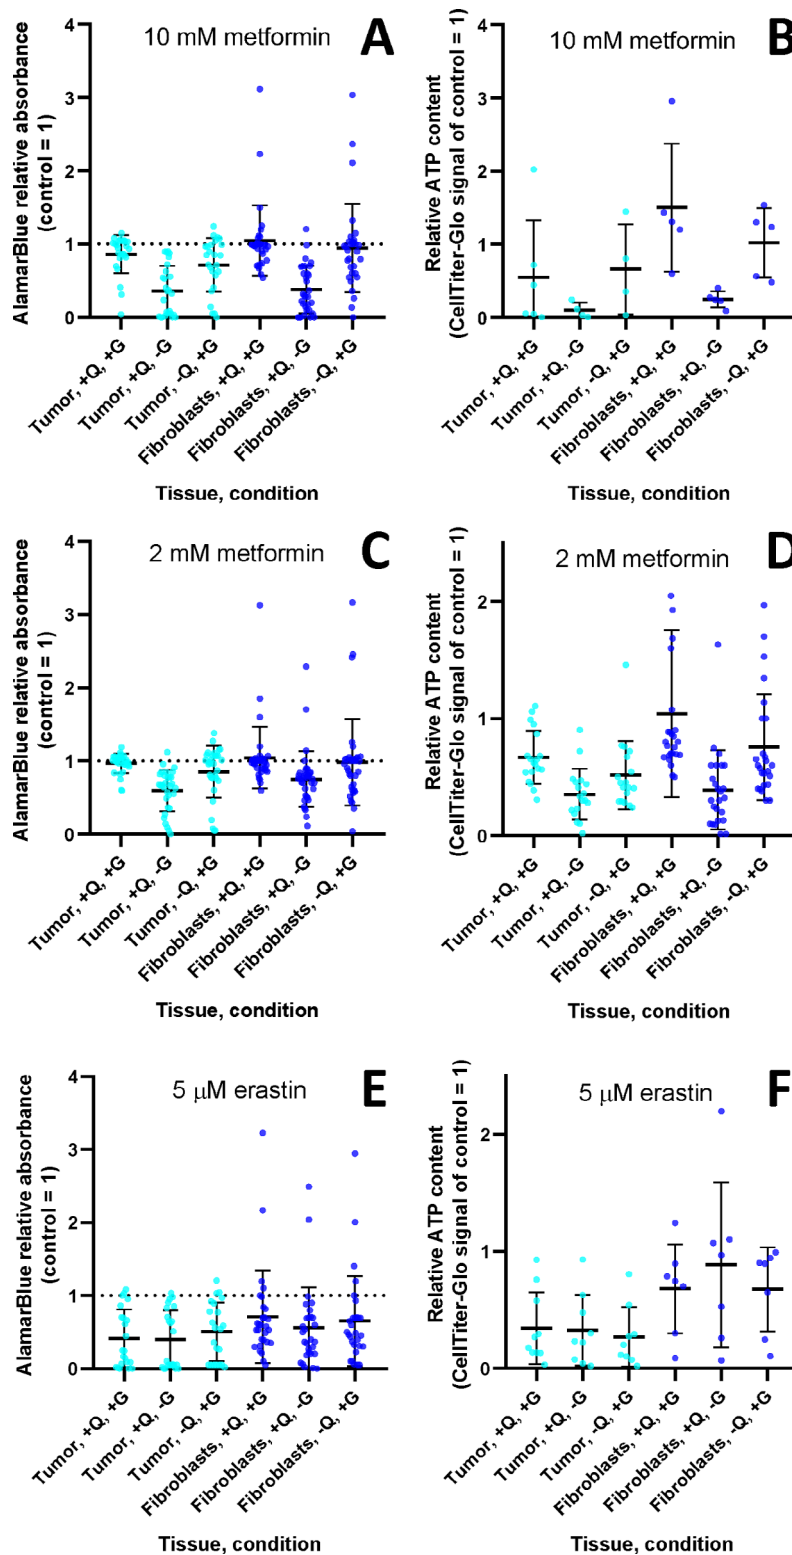 A
10 mM metformin
AlamarBlue relative absorbance
(control = 1)
4
3
2
1
0
Tumor, +Q, +G
Tumor, +Q, -G
Tumor, -Q, +G
Fibroblasts, +Q, +G
Fibroblasts, +Q, -G
Fibroblasts, -Q, +G
Tissue, condition
B
10 mM metformin
Relative ATP content
(CellTiter-Glo signal of control = 1)
4
3
2
1
0
Tumor, +Q, +G
Tumor, +Q, -G
Tumor, -Q, +G
Fibroblasts, +Q, +G
Fibroblasts, +Q, -G
Fibroblasts, -Q, +G
Tissue, condition
C
2 mM metformin
AlamarBlue relative absorbance
(control = 1)
4
3
2
1
0
Tumor, +Q, +G
Tumor, +Q, -G
Tumor, -Q, +G
Fibroblasts, +Q, +G
Fibroblasts, +Q, -G
Fibroblasts, -Q, +G
Tissue, condition
D
2 mM metformin
Relative ATP content
(CellTiter-Glo signal of control = 1)
2
1
0
Tumor, +Q, +G
Tumor, +Q, -G
Tumor, -Q, +G
Fibroblasts, +Q, +G
Fibroblasts, +Q, -G
Fibroblasts, -Q, +G
Tissue, condition
E
5 μM erastin
AlamarBlue relative absorbance
(control = 1)
4
3
2
1
0
Tumor, +Q, +G
Tumor, +Q, -G
Tumor, -Q, +G
Fibroblasts, +Q, +G
Fibroblasts, +Q, -G
Fibroblasts, -Q, +G
Tissue, condition
F
5 μM erastin
Relative ATP content
(CellTiter-Glo signal of control = 1)
2
1
0
Tumor, +Q, +G
Tumor, +Q, -G
Tumor, -Q, +G
Fibroblasts, +Q, +G
Fibroblasts, +Q, -G
Fibroblasts, -Q, +G
Tissue, condition